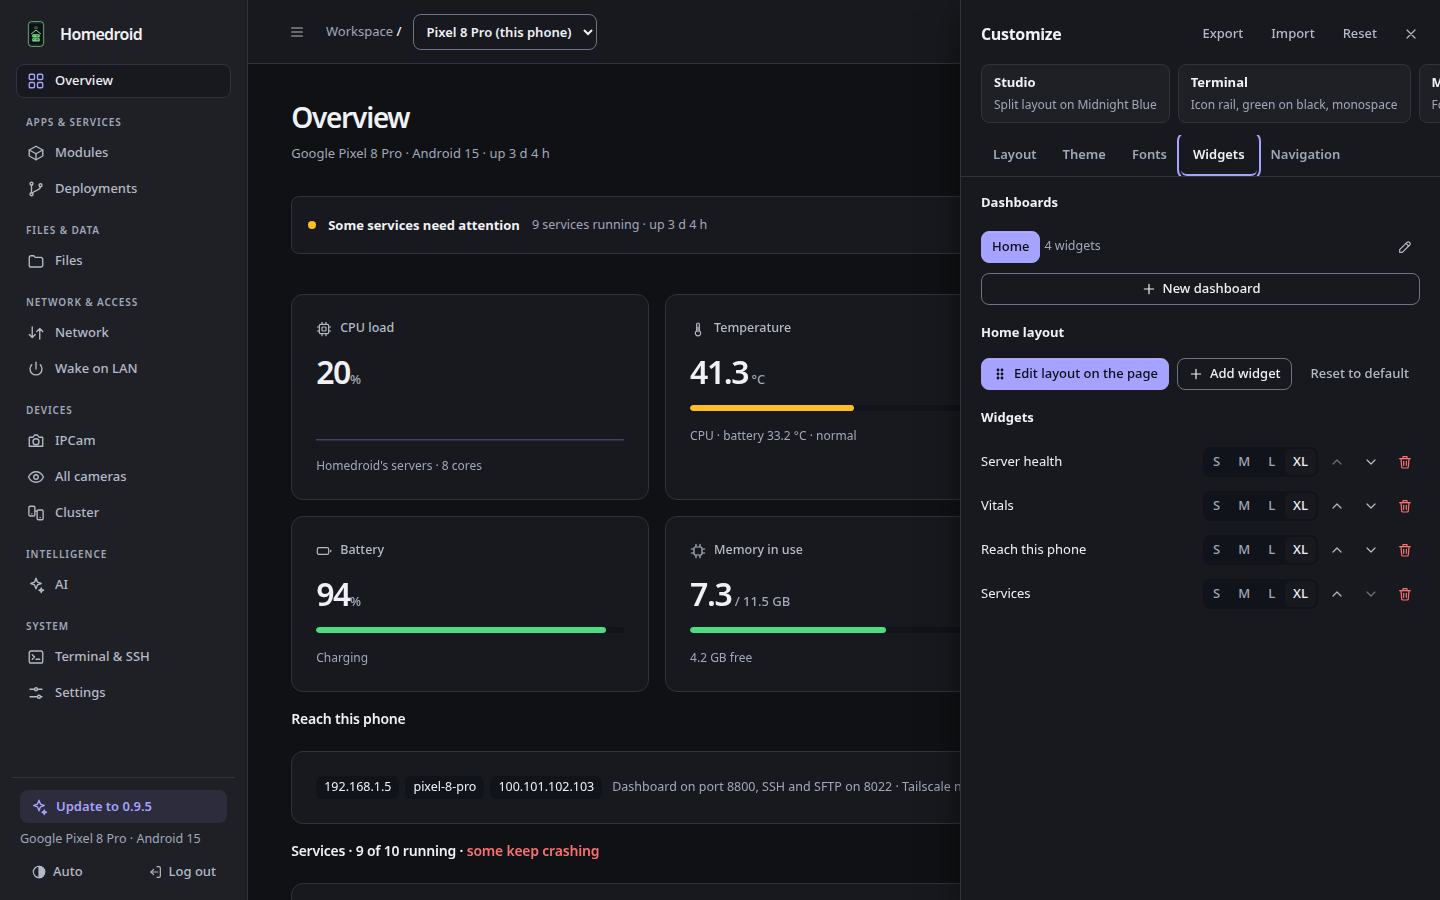 Homedroid
Overview
APPS & SERVICES
Modules
Deployments
FILES & DATA
Files
NETWORK & ACCESS
Network
Wake on LAN
DEVICES
IPCam
All cameras
Cluster
INTELLIGENCE
AI
SYSTEM
Terminal & SSH
Settings
Update to 0.9.5
Google Pixel 8 Pro · Android 15
Auto
Log out
Workspace / Pixel 8 Pro (this phone)
Overview
Google Pixel 8 Pro · Android 15 · up 3 d 4 h
Some services need attention 9 services running · up 3 d 4 h
CPU load
20%
Homedroid's servers · 8 cores
Temperature
41.3 °C
CPU · battery 33.2 °C · normal
Battery
94%
Charging
Memory in use
7.3 / 11.5 GB
4.2 GB free
Reach this phone
192.168.1.5 pixel-8-pro 100.101.102.103 Dashboard on port 8800, SSH and SFTP on 8022 · Tailscale
Services · 9 of 10 running · some keep crashing
Customize
Export Import Reset
Studio
Split layout on Midnight Blue
Terminal
Icon rail, green on black, monospace
Layout Theme Fonts Widgets Navigation
Dashboards
Home 4 widgets
New dashboard
Home layout
Edit layout on the page Add widget Reset to default
Widgets
Server health S M L XL
Vitals S M L XL
Reach this phone S M L XL
Services S M L XL